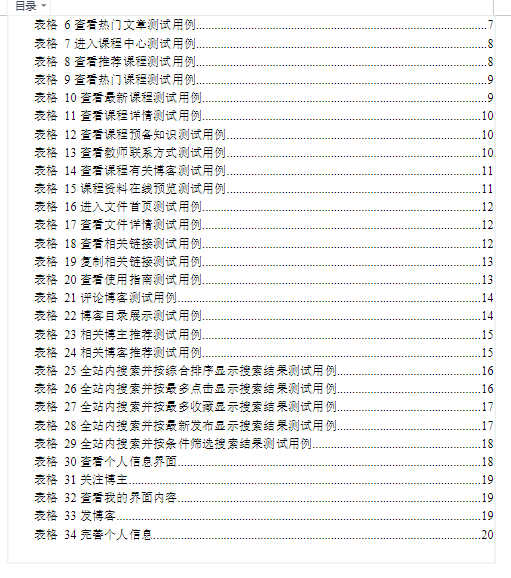 目录
表格 6 查看热门文章测试用例 7
表格 7 进入课程中心测试用例 8
表格 8 查看推荐课程测试用例 8
表格 9 查看热门课程测试用例 9
表格 10 查看最新课程测试用例 9
表格 11 查看课程详情测试用例 10
表格 12 查看课程预备知识测试用例 10
表格 13 查看教师联系方式测试用例 10
表格 14 查看课程有关博客测试用例 11
表格 15 课程资料在线预览测试用例 11
表格 16 进入文件首页测试用例 12
表格 17 查看文件详情测试用例 12
表格 18 查看相关链接测试用例 12
表格 19 复制相关链接测试用例 13
表格 20 查看使用指南测试用例 13
表格 21 评论博客测试用例 14
表格 22 博客目录展示测试用例 14
表格 23 相关博主推荐测试用例 15
表格 24 相关博客推荐测试用例 15
表格 25 全站内搜索并按综合排序显示搜索结果测试用例 16
表格 26 全站内搜索并按最多点击显示搜索结果测试用例 16
表格 27 全站内搜索并按最多收藏显示搜索结果测试用例 17
表格 28 全站内搜索并按最新发布显示搜索结果测试用例 17
表格 29 全站内搜索并按条件筛选搜索结果测试用例 18
表格 30 查看个人信息界面 18
表格 31 关注博主 19
表格 32 查看我的界面内容 19
表格 33 发博客 19
表格 34 完善个人信息 20